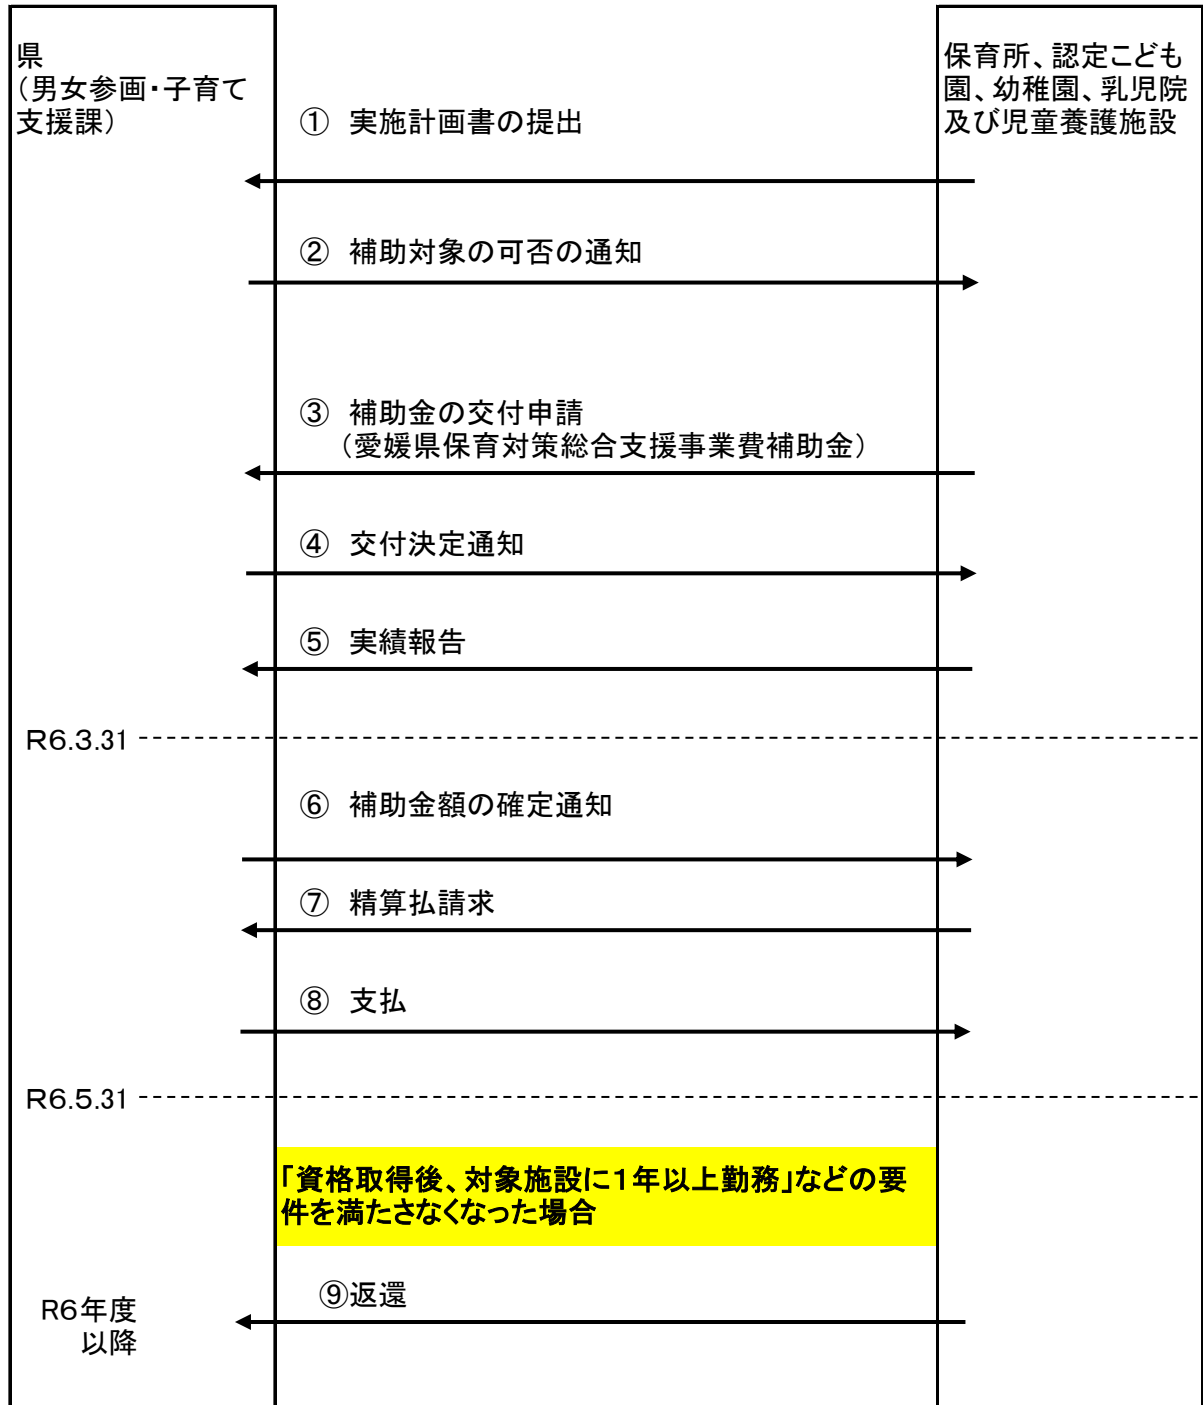 県
（男女参画・子育て
支援課）
保育所、認定こども
園、幼稚園、乳児院
及び児童養護施設
① 実施計画書の提出
② 補助対象の可否の通知
③ 補助金の交付申請
（愛媛県保育対策総合支援事業費補助金）
④ 交付決定通知
⑤ 実績報告
R6.3.31
⑥ 補助金額の確定通知
⑦ 精算払請求
⑧ 支払
R6.5.31
「資格取得後、対象施設に１年以上勤務」などの要
件を満たさなくなった場合
⑨返還
R6年度
以降